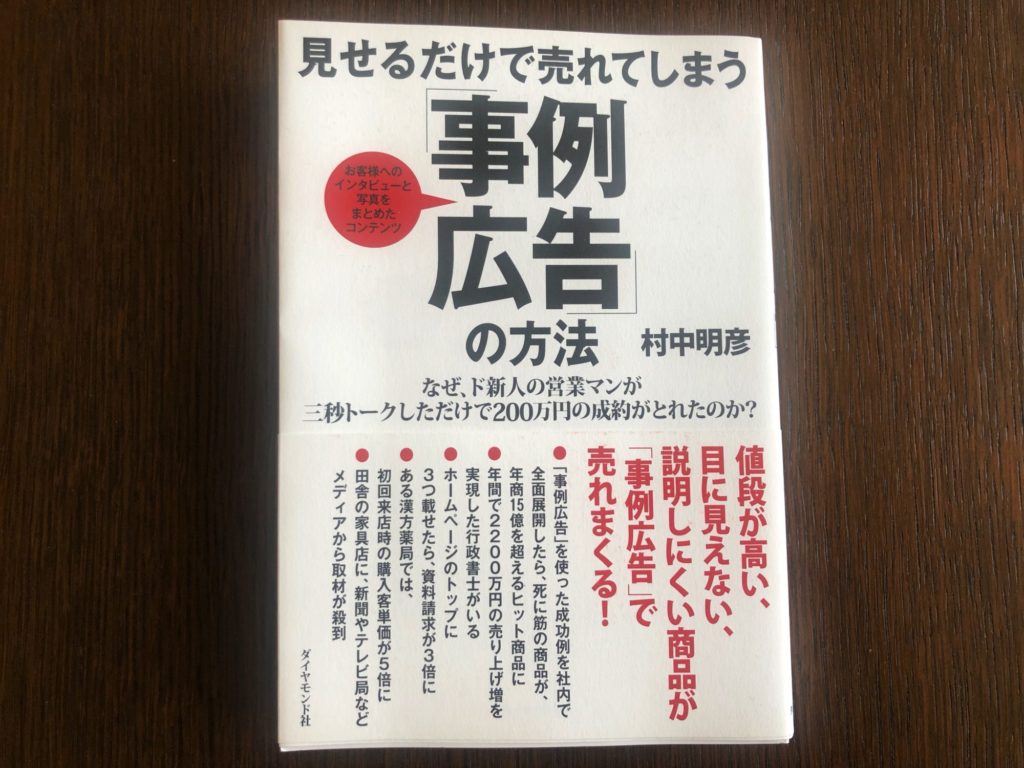 見せるだけで売れてしまう
「事例
広告」
の方法
村中明彦
お客様への
インタビューと
写真を
まとめた
コンテンツ
なぜ、ド新人の営業マンが
三秒トークしただけで200万円の成約がとれたのか？
値段が高い、
目に見えない、
説明しにくい商品が
「事例広告」で
売れまくる！
●「事例広告」を使った成功例を社内で
全面展開したら、死に筋の商品が、
年商15億を超えるヒット商品に
●年間で2200万円の売り上げ増を
実現した行政書士がいる
●ホームページのトップに
3つ載せたら、資料請求が3倍に
●ある漢方薬局では、
初回来店時の購入客単価が5倍に
●田舎の家具店に、新聞やテレビ局など
メディアから取材が殺到
ダイヤモンド社